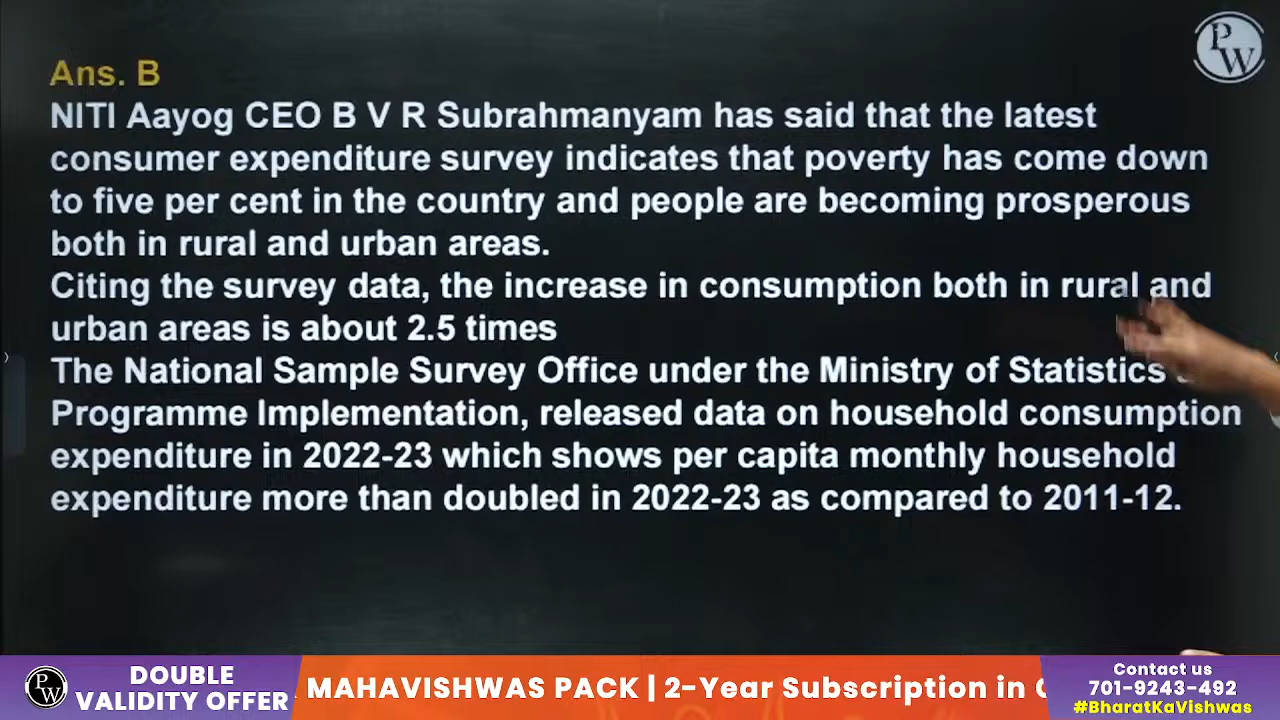 PW
Ans. B
NITI Aayog CEO B V R Subrahmanyam has said that the latest
consumer expenditure survey indicates that poverty has come down
to five per cent in the country and people are becoming prosperous
both in rural and urban areas.
Citing the survey data, the increase in consumption both in rural and
urban areas is about 2.5 times
The National Sample Survey Office under the Ministry of Statistics
Programme Implementation, released data on household consumption
expenditure in 2022-23 which shows per capita monthly household
expenditure more than doubled in 2022-23 as compared to 2011-12.
PW
DOUBLE
VALIDITY OFFER
MAHAVISHWAS PACK | 2-Year Subscription in
Contact us
701-9243-492
#BharatKaVishwas